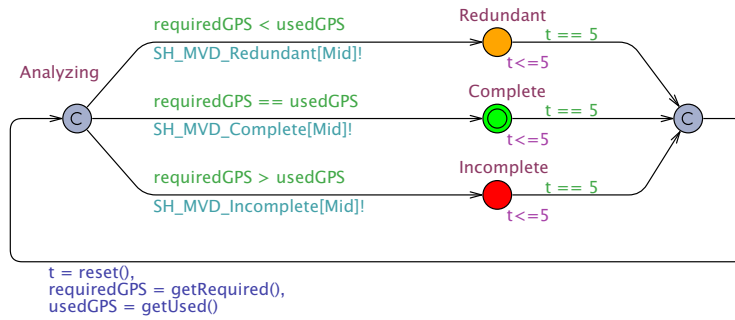 requiredGPS < usedGPS
Redundant
t == 5
SH_MVD_Redundant[Mid]!
t<=5
Analyzing
requiredGPS == usedGPS
Complete
t == 5
C
SH_MVD_Complete[Mid]!
t<=5
C
requiredGPS > usedGPS
Incomplete
t == 5
SH_MVD_Incomplete[Mid]!
t<=5
t = reset(),
requiredGPS = getRequired(),
usedGPS = getUsed()